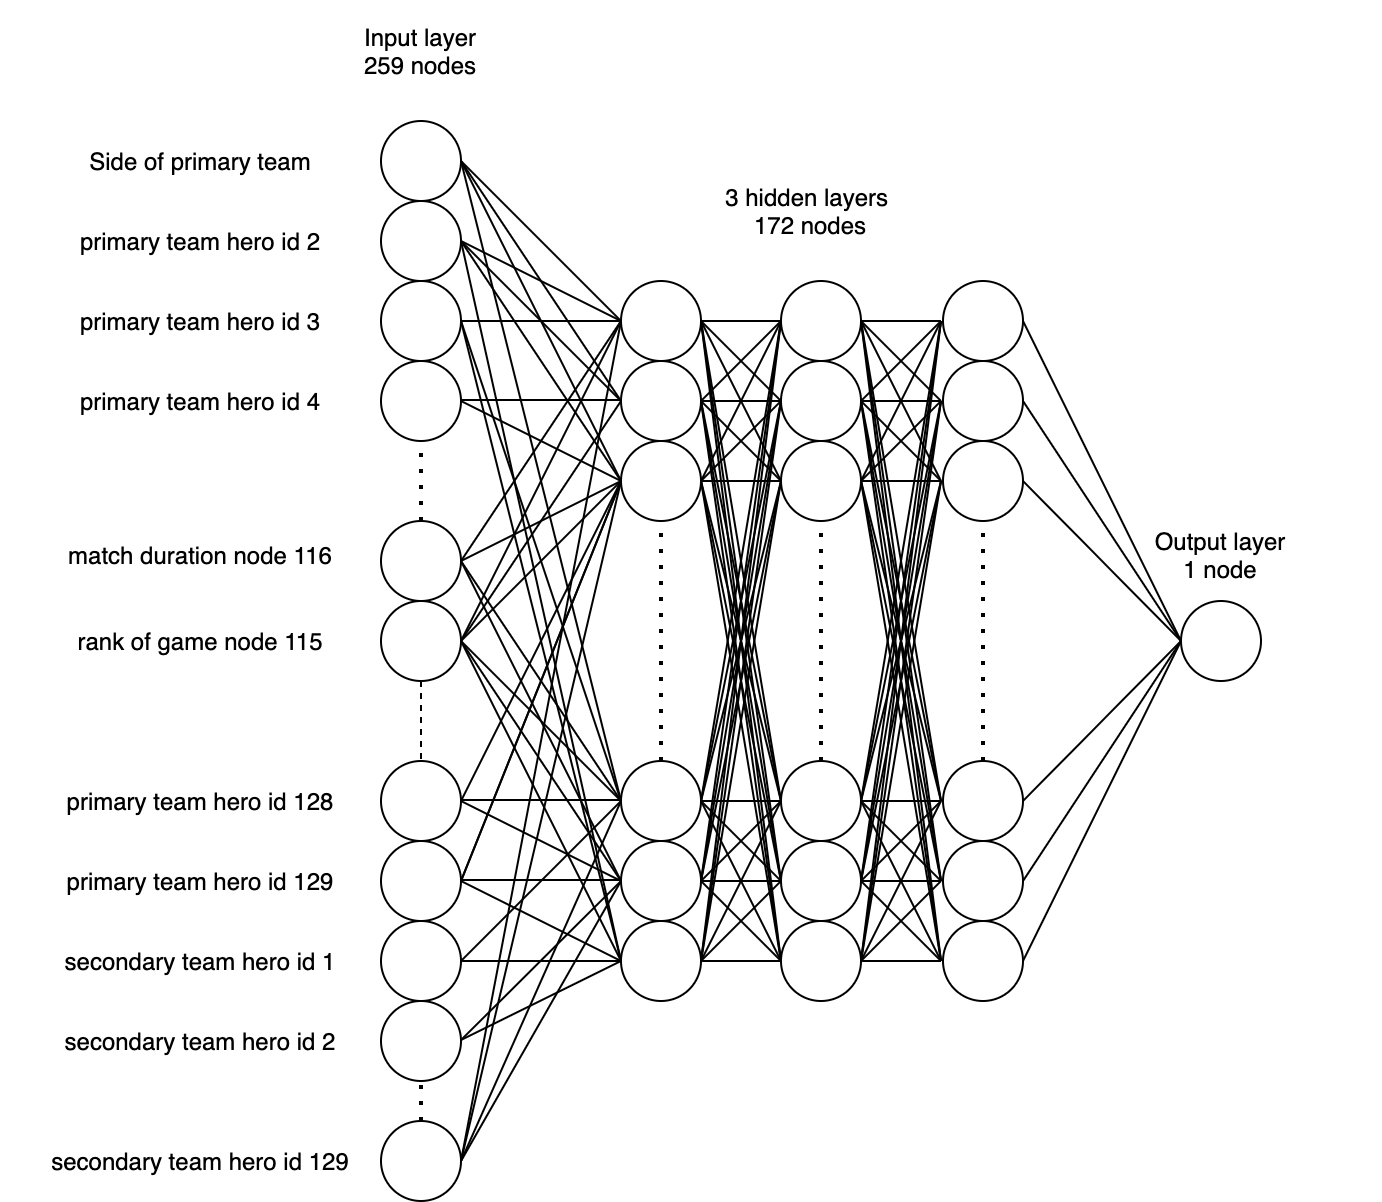 Input layer
259 nodes
Side of primary team
primary team hero id 2
primary team hero id 3
primary team hero id 4
match duration node 116
rank of game node 115
primary team hero id 128
primary team hero id 129
secondary team hero id 1
secondary team hero id 2
secondary team hero id 129
3 hidden layers
172 nodes
Output layer
1 node